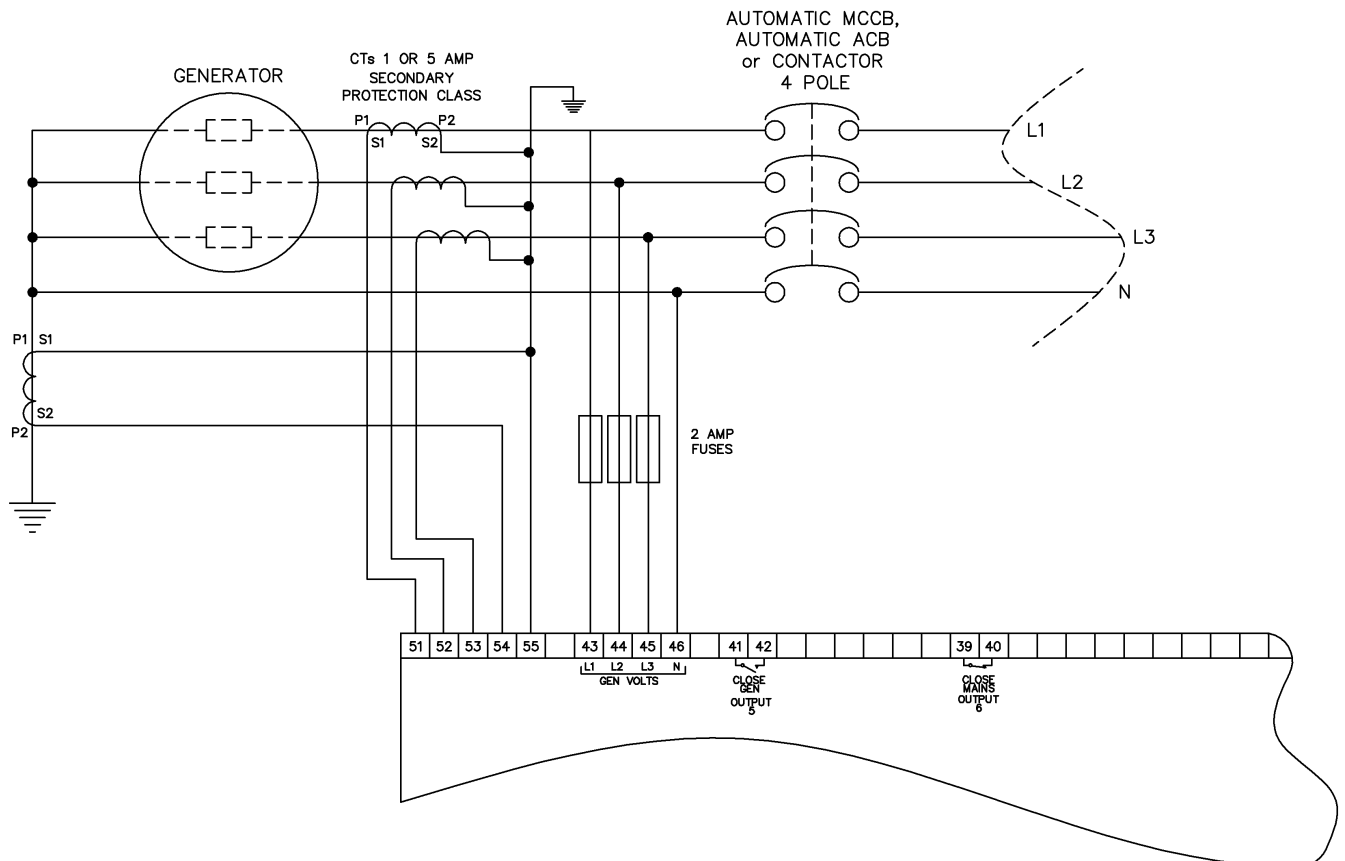 AUTOMATIC MCCB,
AUTOMATIC ACB
or CONTACTOR
4 POLE
CTs 1 OR 5 AMP
SECONDARY
PROTECTION CLASS
GENERATOR
P1 P2
S1 S2
L1
L2
L3
N
P1 S1
S2
P2
2 AMP
FUSES
51 52 53 54 55 43 44 45 46 41 42 39 40
L1 L2 L3 N
GEN VOLTS
CLOSE
GEN
OUTPUT
5
CLOSE
MAINS
OUTPUT
6